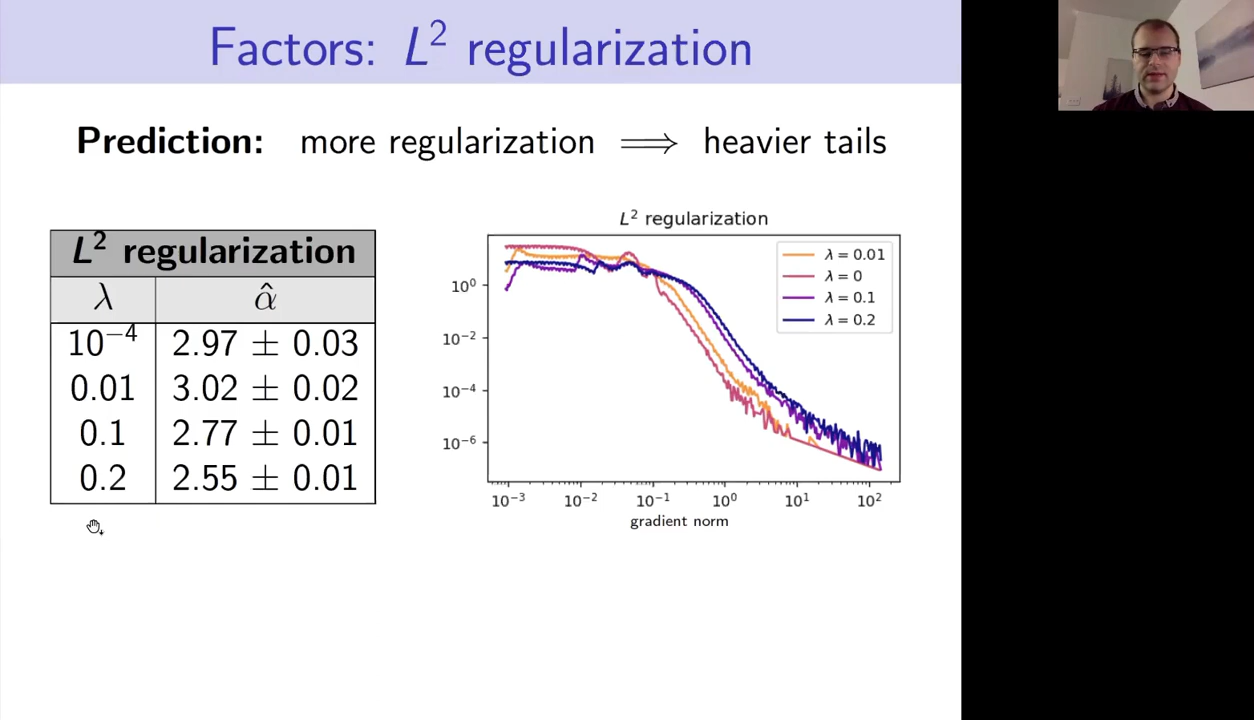 Factors: L² regularization
Prediction: more regularization ⟹ heavier tails
L² regularization
λ α̂
10⁻⁴ 2.97 ± 0.03
0.01 3.02 ± 0.02
0.1 2.77 ± 0.01
0.2 2.55 ± 0.01
L² regularization
λ = 0.01
λ = 0
λ = 0.1
λ = 0.2
10⁰
10⁻²
10⁻⁴
10⁻⁶
10⁻³ 10⁻² 10⁻¹ 10⁰ 10¹ 10²
gradient norm